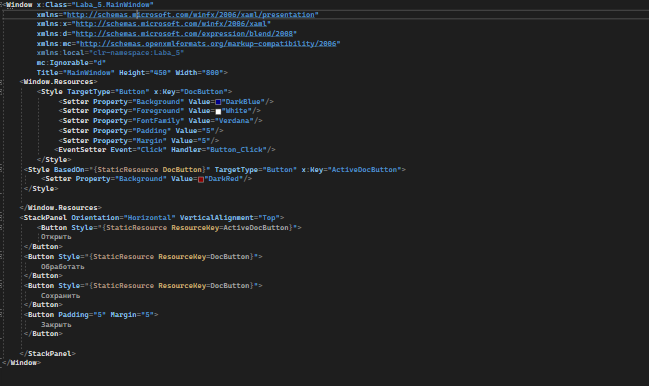 <Window x:Class="Laba_5.MainWindow"
xmlns="http://schemas.microsoft.com/winfx/2006/xaml/presentation"
xmlns:x="http://schemas.microsoft.com/winfx/2006/xaml"
xmlns:d="http://schemas.microsoft.com/expression/blend/2008"
xmlns:mc="http://schemas.openxmlformats.org/markup-compatibility/2006"
xmlns:local="clr-namespace:Laba_5"
mc:Ignorable="d"
Title="MainWindow" Height="450" Width="800">
<Window.Resources>
<Style TargetType="Button" x:Key="DocButton">
<Setter Property="Background" Value="DarkBlue"/>
<Setter Property="Foreground" Value="White"/>
<Setter Property="FontFamily" Value="Verdana"/>
<Setter Property="Padding" Value="5"/>
<Setter Property="Margin" Value="5"/>
<EventSetter Event="Click" Handler="Button_Click"/>
</Style>
<Style BasedOn="{StaticResource DocButton}" TargetType="Button" x:Key="ActiveDocButton">
<Setter Property="Background" Value="DarkRed"/>
</Style>
</Window.Resources>
<StackPanel Orientation="Horizontal" VerticalAlignment="Top">
<Button Style="{StaticResource ResourceKey=ActiveDocButton}">
Открыть
</Button>
<Button Style="{StaticResource ResourceKey=DocButton}">
Обработать
</Button>
<Button Style="{StaticResource ResourceKey=DocButton}">
Сохранить
</Button>
<Button Padding="5" Margin="5">
Закрыть
</Button>
</StackPanel>
</Window>